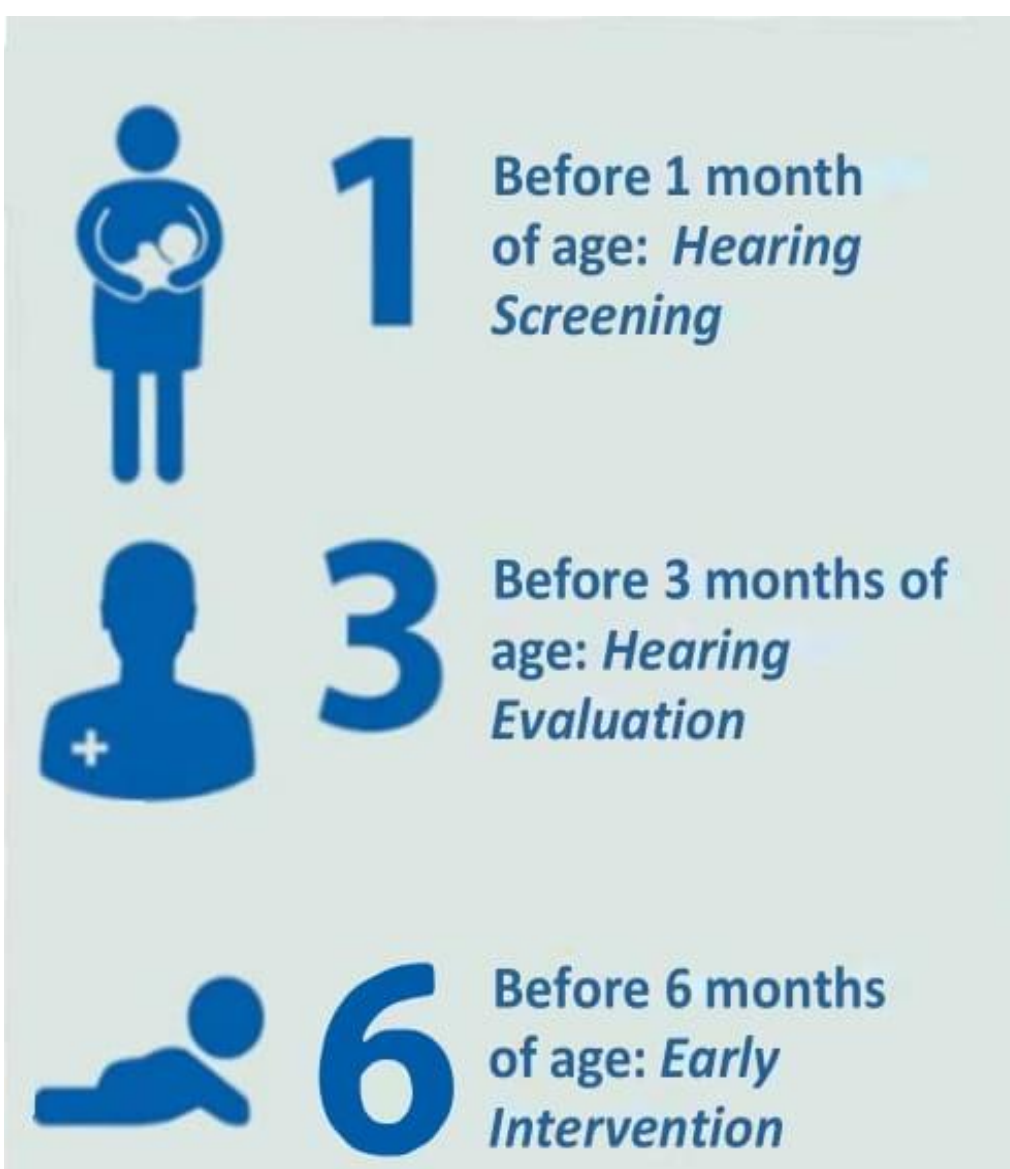 1
Before 1 month
of age: Hearing
Screening
3
Before 3 months of
age: Hearing
Evaluation
6
Before 6 months
of age: Early
Intervention